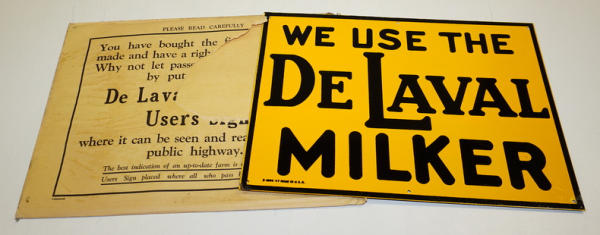 PLEASE READ CAREFULLY
You have bought the
made and have a righ
Why not let passe
by put
De Lava
Users Sign
where it can be seen and rea
public highway.
The best indication of an up-to-date farm is
Users Sign placed where all who pass
WE USE THE
DE LAVAL
MILKER